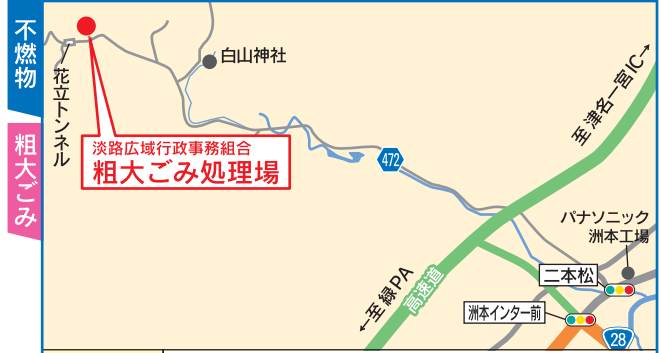 不燃物
粗大ごみ
花立トンネル
白山神社
淡路広域行政事務組合
粗大ごみ処理場
472
至津名一宮IC→
パナソニック
洲本工場
二本松
洲本インター前
28
←至緑PA
高速道